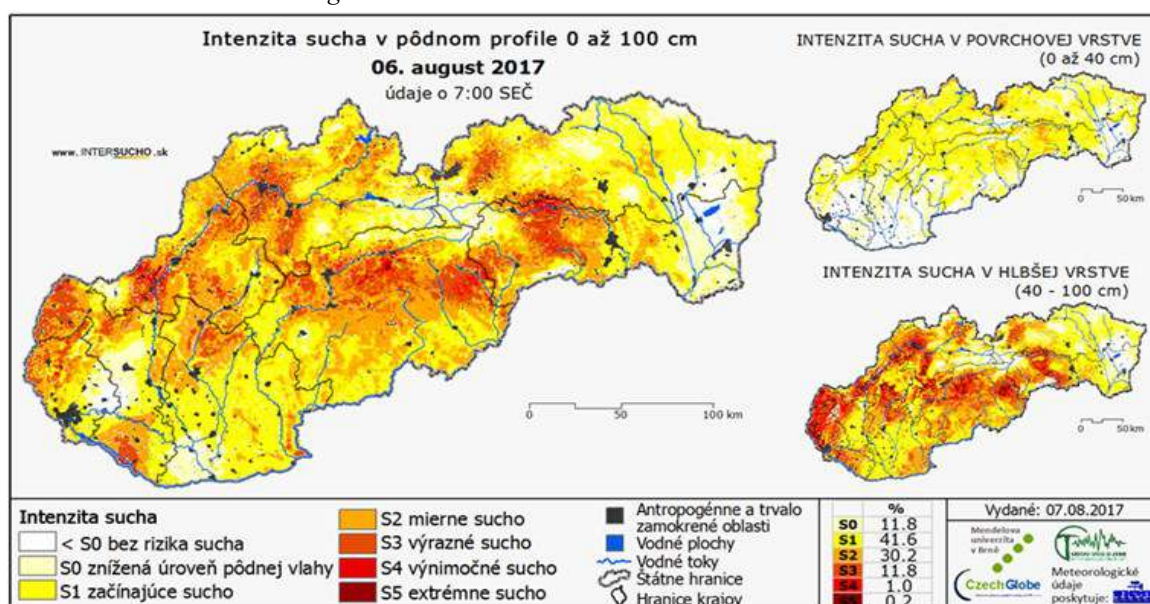 Intenzita sucha v pôdnom profile 0 až 100 cm
06. august 2017
údaje o 7:00 SEČ
www.INTERSUCHO.sk
0 50 100 km
INTENZITA SUCHA V POVRCHOVEJ VRSTVE
(0 až 40 cm)
0 50 km
INTENZITA SUCHA V HLBŠEJ VRSTVE
(40 - 100 cm)
0 50 km
Intenzita sucha
< S0 bez rizika sucha
S0 znížená úroveň pôdnej vlahy
S1 začínajúce sucho
S2 mierne sucho
S3 výrazné sucho
S4 výnimočné sucho
S5 extrémne sucho
Antropogénne a trvalo
zamokrené oblasti
Vodné plochy
Vodné toky
Štátne hranice
Hranice krajov
%
S0 11.8
S1 41.6
S2 30.2
S3 11.8
S4 1.0
S5 0.2
Vydané: 07.08.2017
Mendelova
univerzita
v Brně
CzechGlobe
Meteorologické
údaje
poskytuje: